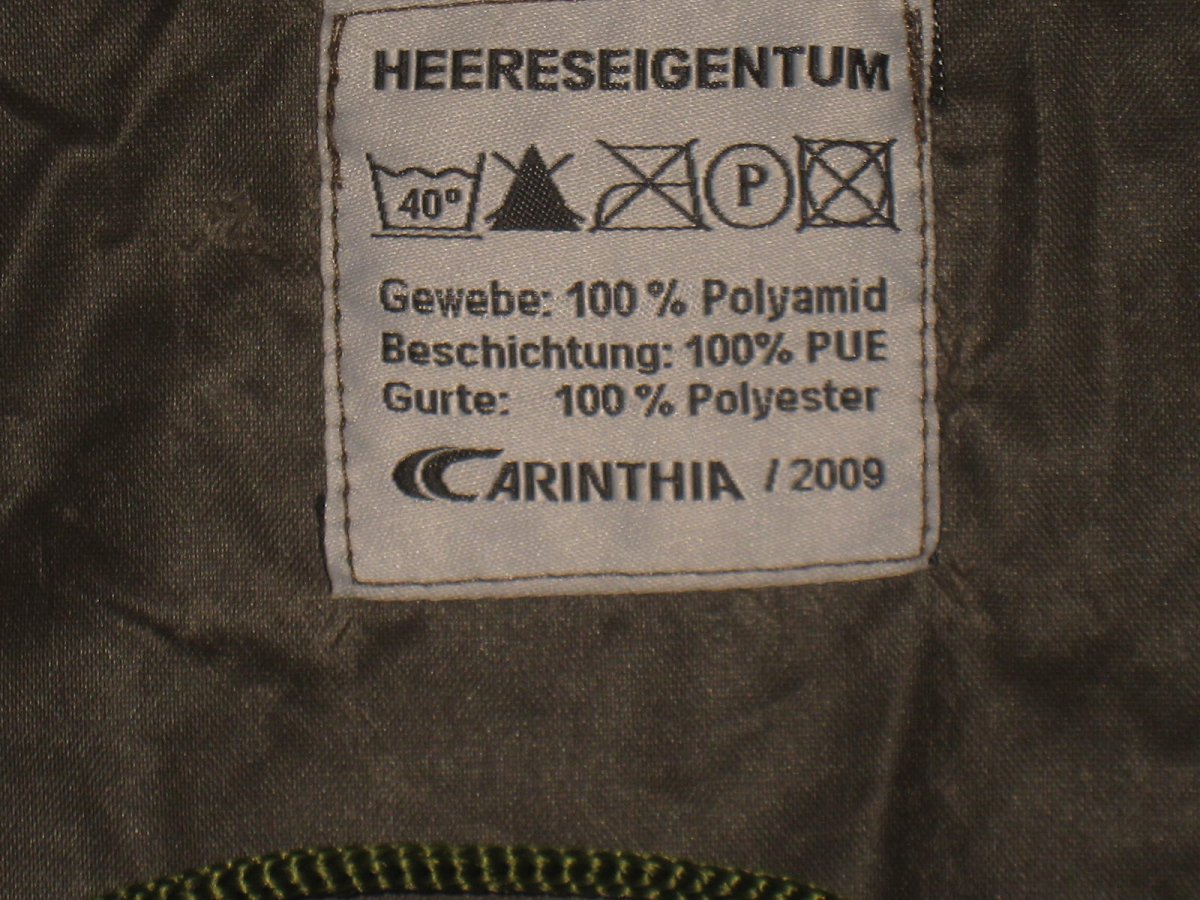 HEERESEIGENTUM
40° P
Gewebe: 100 % Polyamid
Beschichtung: 100% PUE
Gurte: 100 % Polyester
CARINTHIA / 2009